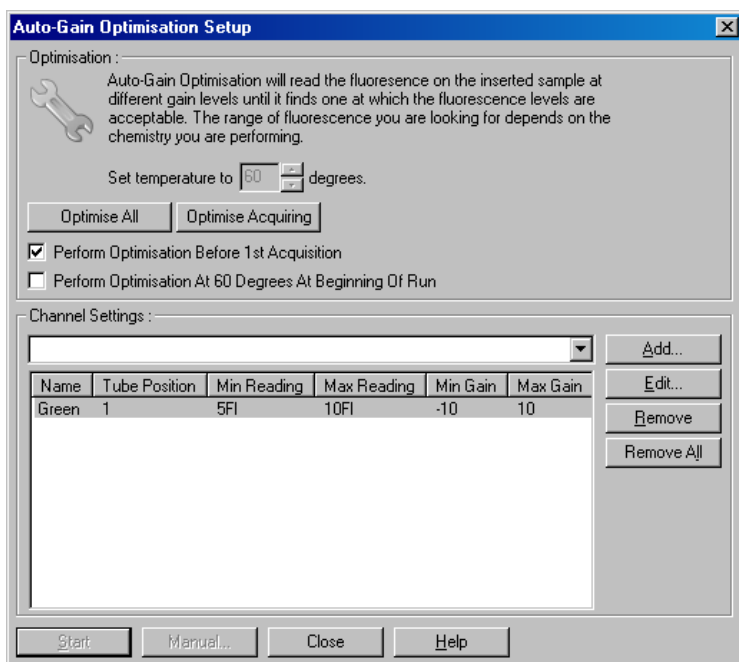 Auto-Gain Optimisation Setup
Optimisation :
Auto-Gain Optimisation will read the fluoresence on the inserted sample at
different gain levels until it finds one at which the fluorescence levels are
acceptable. The range of fluorescence you are looking for depends on the
chemistry you are performing.
Set temperature to 60 degrees.
Optimise All Optimise Acquiring
Perform Optimisation Before 1st Acquisition
Perform Optimisation At 60 Degrees At Beginning Of Run
Channel Settings :
Add...
Name Tube Position Min Reading Max Reading Min Gain Max Gain Edit...
Green 1 5Fl 10Fl -10 10
Remove
Remove All
Start Manual... Close Help